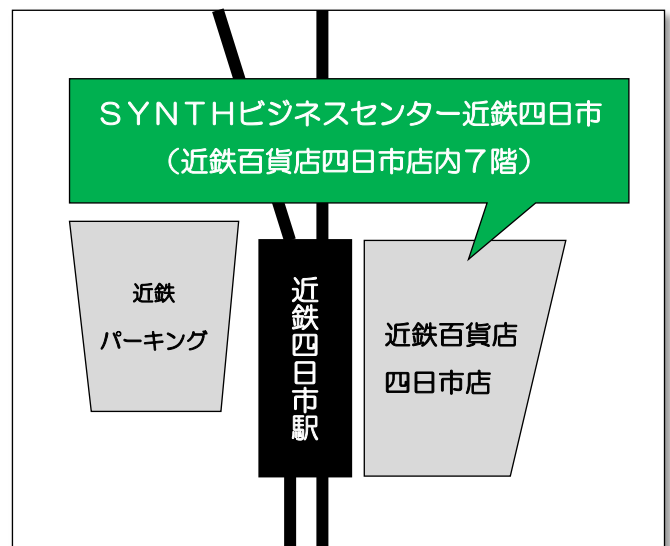 SYNTHビジネスセンター近鉄四日市
(近鉄百貨店四日市店内7階)
近鉄
パーキング
近鉄四日市駅
近鉄百貨店
四日市店